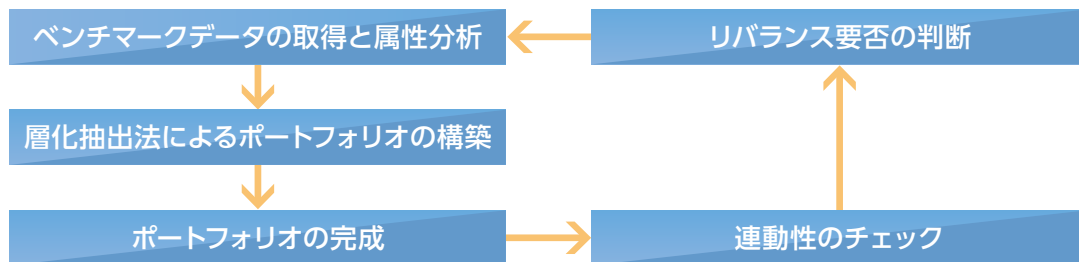 ベンチマークデータの取得と属性分析
リバランス要否の判断
層化抽出法によるポートフォリオの構築
ポートフォリオの完成
連動性のチェック